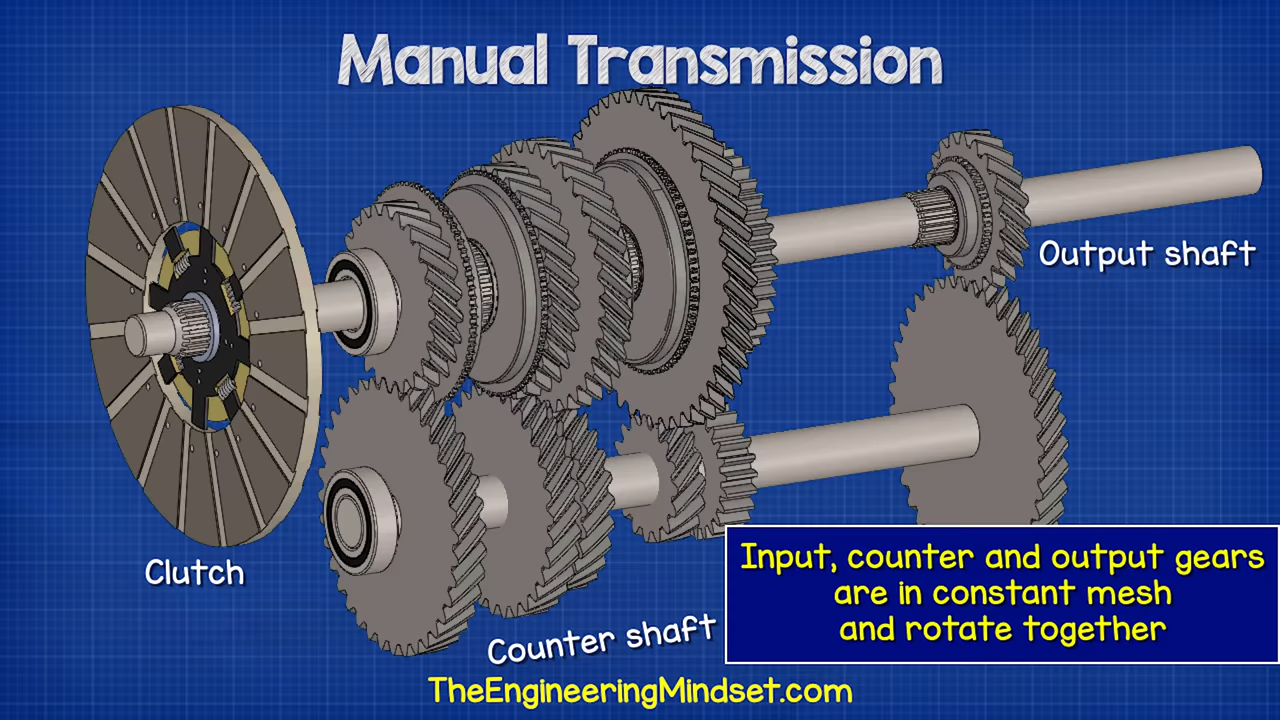 Manual Transmission
Output shaft
Clutch
Counter shaft
Input, counter and output gears
are in constant mesh
and rotate together
TheEngineeringMindset.com